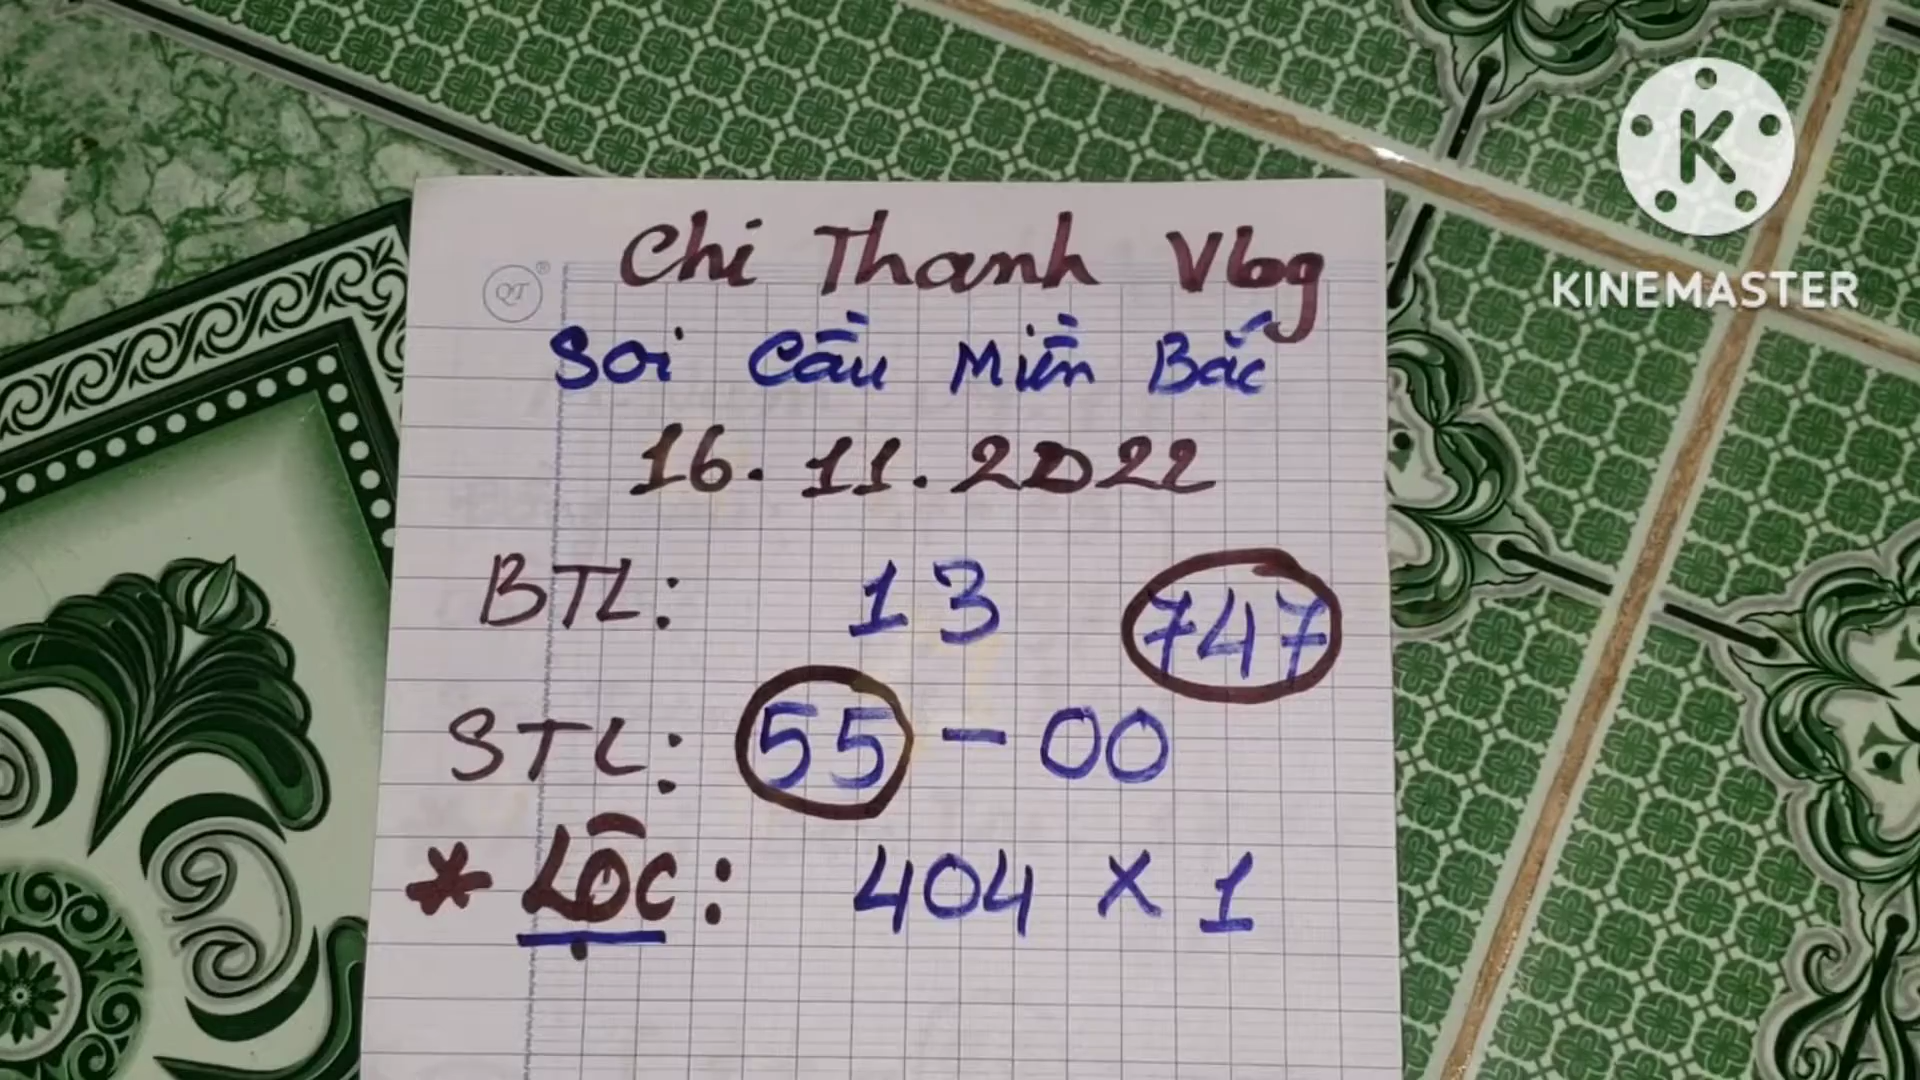 Chi Thanh Vlog
QT®
Soi Cầu Miền Bắc
16.11.2022
BTL: 13 747
STL: 55 - 00
* LỘC: 404 x 1
K
KINEMASTER